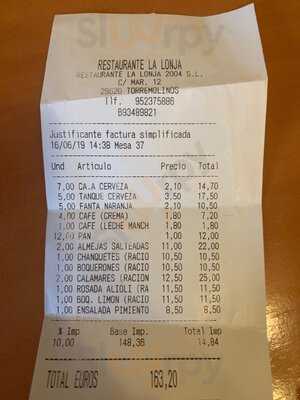 Sluurpy
RESTAURANTE LA LONJA
RESTAURANTE LA LONJA 2004 S.L.
C/ MAR, 12
29620 TORREMOLINOS
Tlf. 952375886
B93489821
Justificante factura simplificada
16/06/19 14:38 Mesa 37
Und Artículo Precio Total
7,00 CAJA CERVEZA 2,10 14,70
5,00 TANQUE CERVEZA 3,50 17,50
5,00 FANTA NARANJA. 2,10 10,50
4,00 CAFE (CREMA) 1,80 7,20
1,00 CAFE (LECHE MANCH 1,80 1,80
12,00 PAN 1,00 12,00
2,00 ALMEJAS SALTEADAS 11,00 22,00
1,00 CHANQUETES (RACIO 10,50 10,50
1,00 BOQUERONES (RACIO 10,50 10,50
2,00 CALAMARES (RACION 12,50 25,00
1,00 ROSADA ALIOLI (RA 11,50 11,50
1,00 BOQ. LIMON (RACIO 11,50 11,50
1,00 ENSALADA PIMIENTO 8,50 8,50
% Imp Base Imp. Total Imp
10,00 148,36 14,84
TOTAL EUROS 163,20